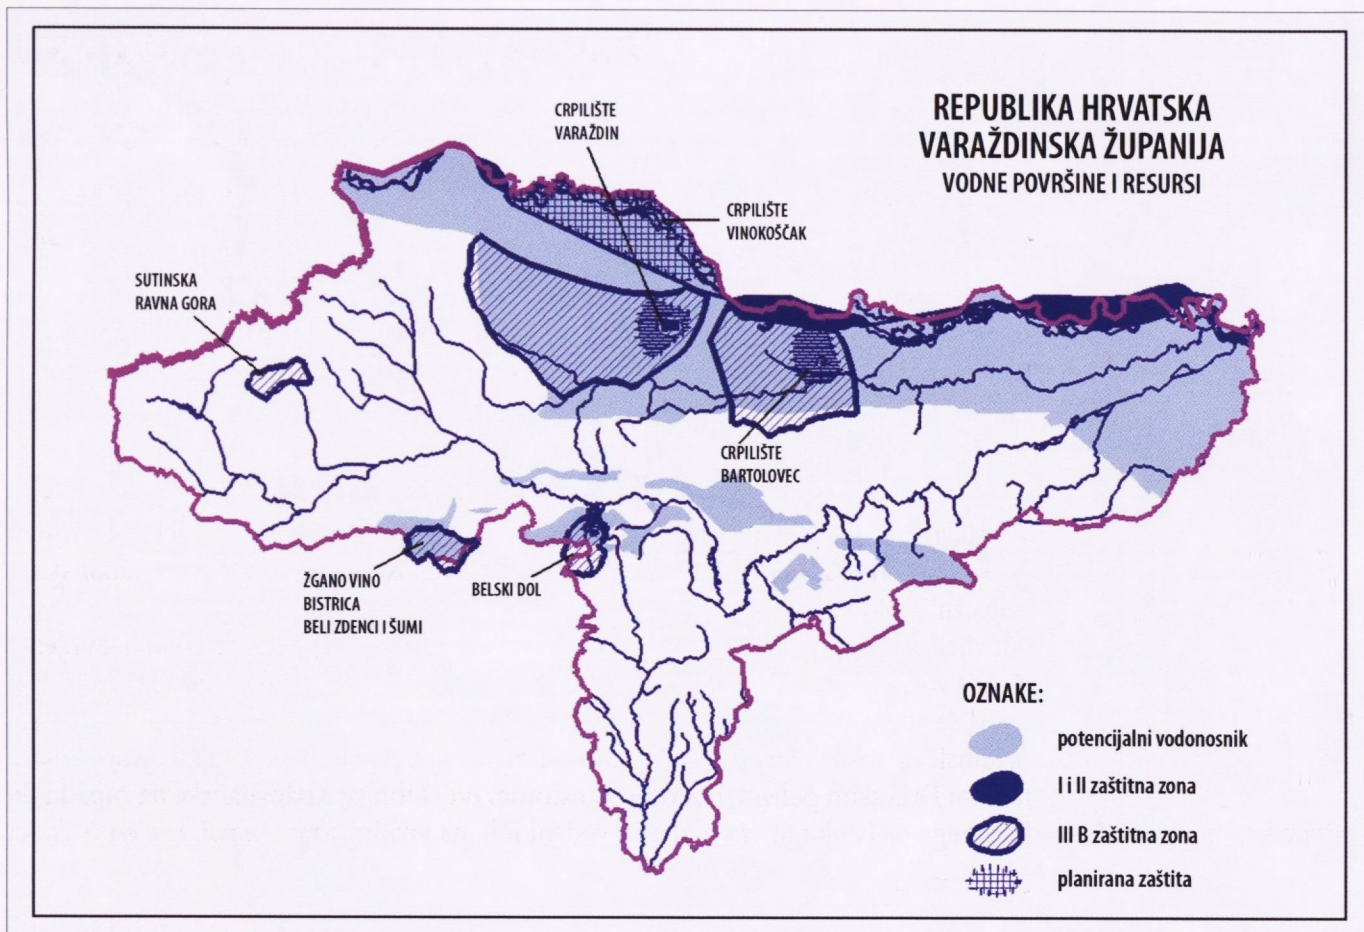 REPUBLIKA HRVATSKA
VARAŽDINSKA ŽUPANIJA
VODNE POVRŠINE I RESURSI
CRPILIŠTE
VARAŽDIN
CRPILIŠTE
VINOKOŠČAK
SUTINSKA
RAVNA GORA
CRPILIŠTE
BARTOLOVEC
ŽGANO VINO
BISTRICA
BELI ZDENCI I ŠUMI
BELSKI DOL
OZNAKE:
potencijalni vodonosnik
I i II zaštitna zona
III B zaštitna zona
planirana zaštita